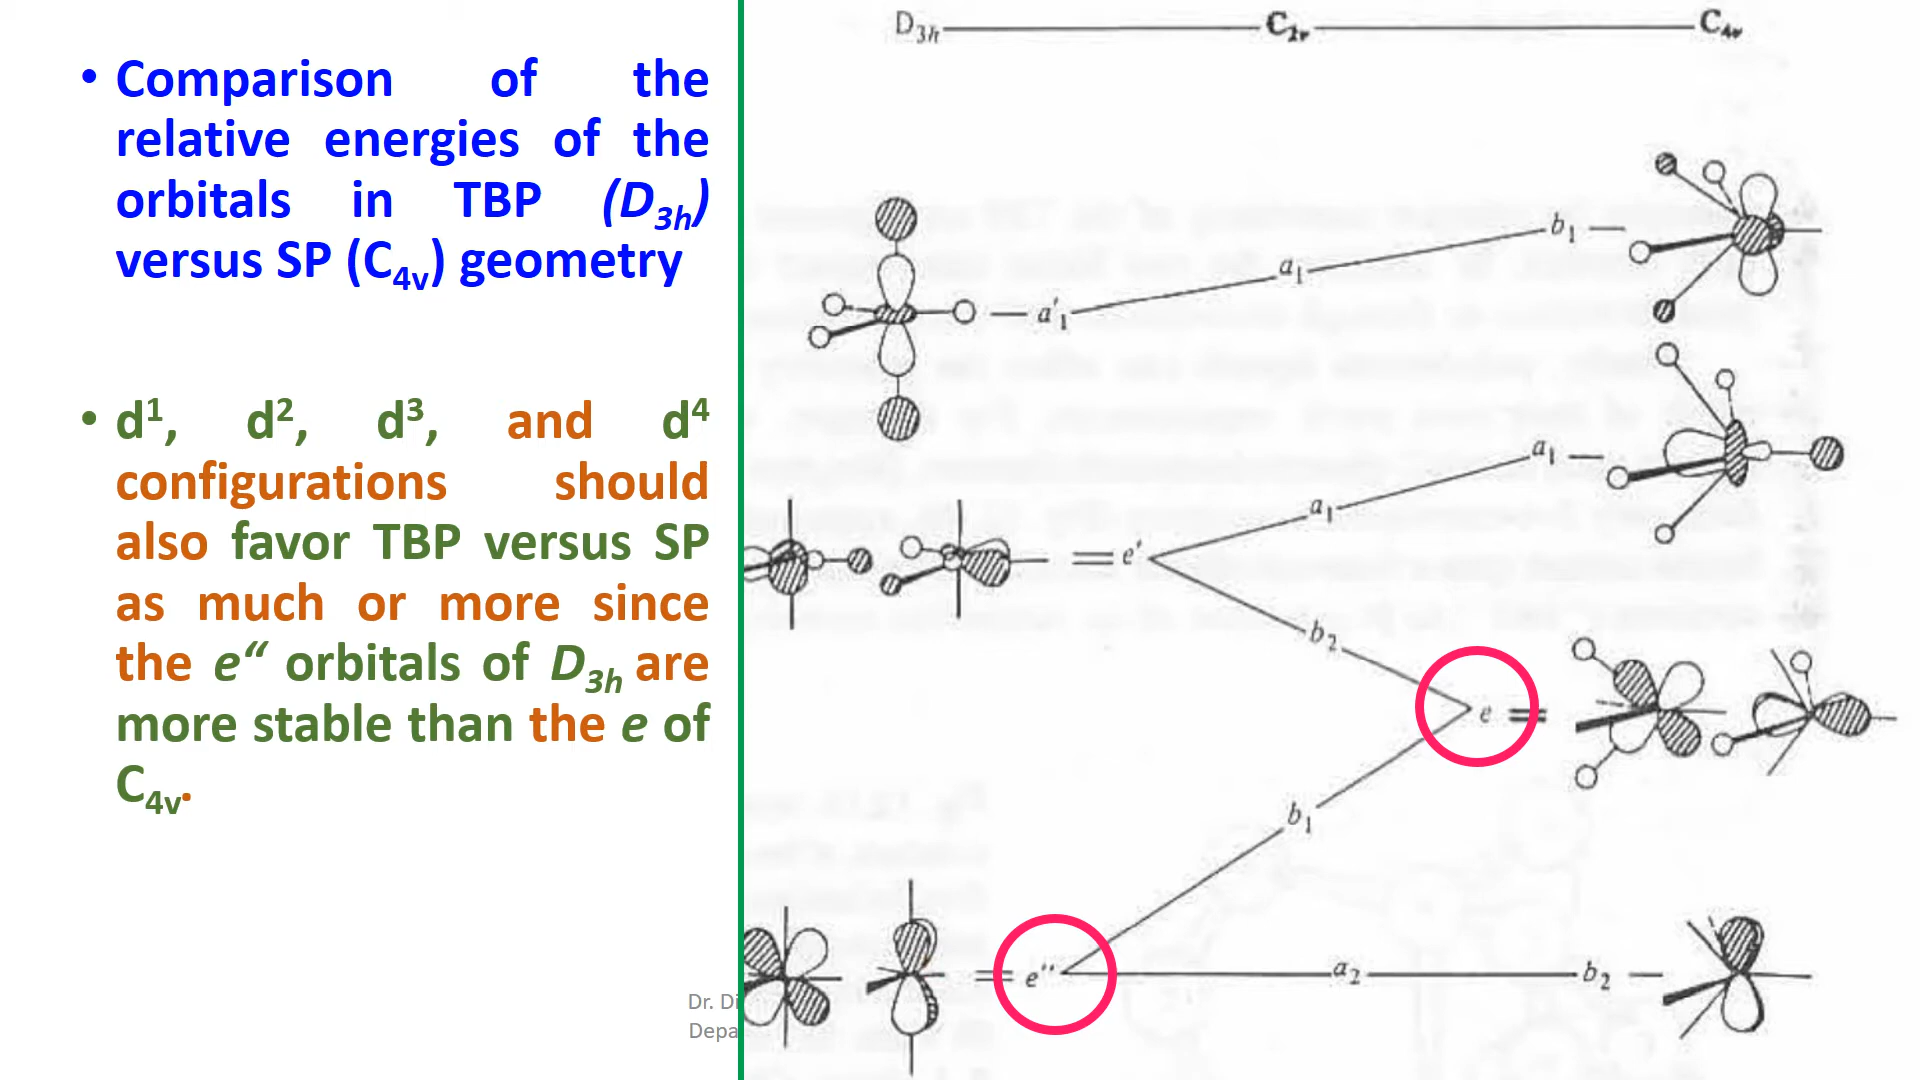 • Comparison of the
relative energies of the
orbitals in TBP (D3h)
versus SP (C4v) geometry
• d1, d2, d3, and d4
configurations should
also favor TBP versus SP
as much or more since
the e“ orbitals of D3h are
more stable than the e of
C4v.
Dr. Di
Depa
D3h C2v C4v
b1
a1
a'1
a1
a1
e'
b2
e
b1
e''
a2
b2